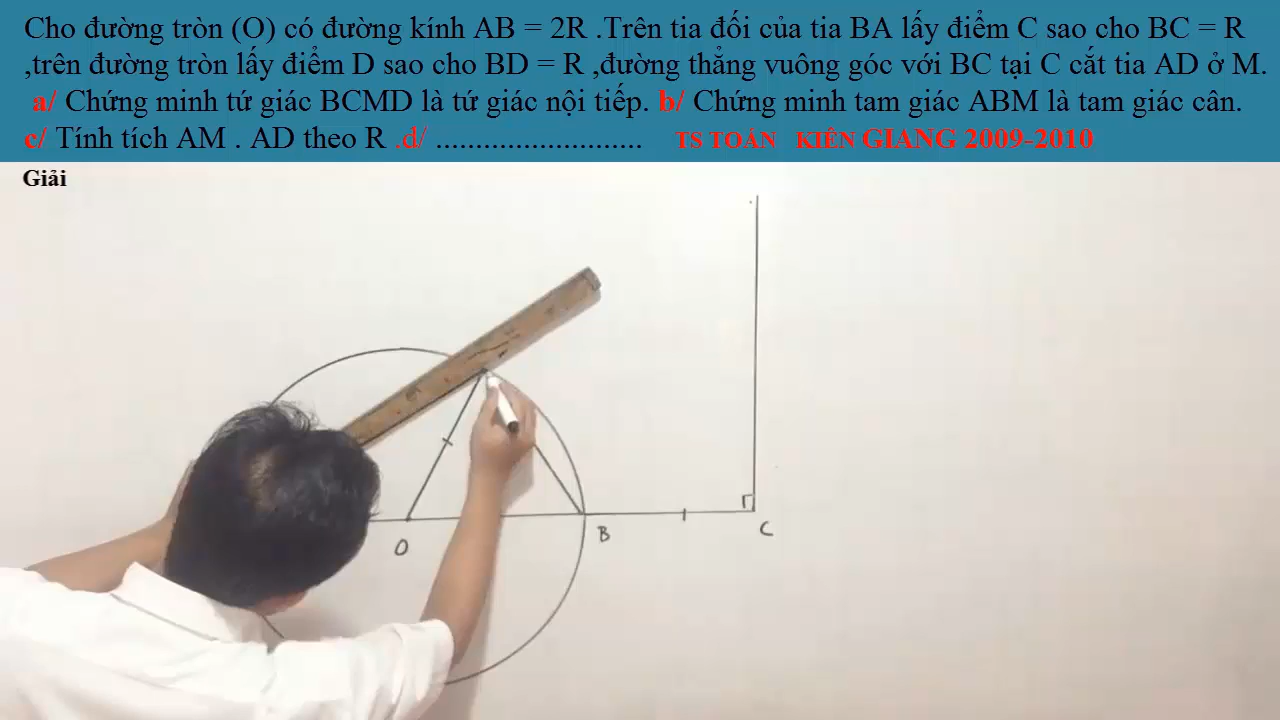 Cho đường tròn (O) có đường kính AB = 2R .Trên tia đối của tia BA lấy điểm C sao cho BC = R
,trên đường tròn lấy điểm D sao cho BD = R ,đường thẳng vuông góc với BC tại C cắt tia AD ở M.
a/ Chứng minh tứ giác BCMD là tứ giác nội tiếp. b/ Chứng minh tam giác ABM là tam giác cân.
c/ Tính tích AM . AD theo R .d/ .......................... TS TOÁN KIÊN GIANG 2009-2010
Giải
O B C